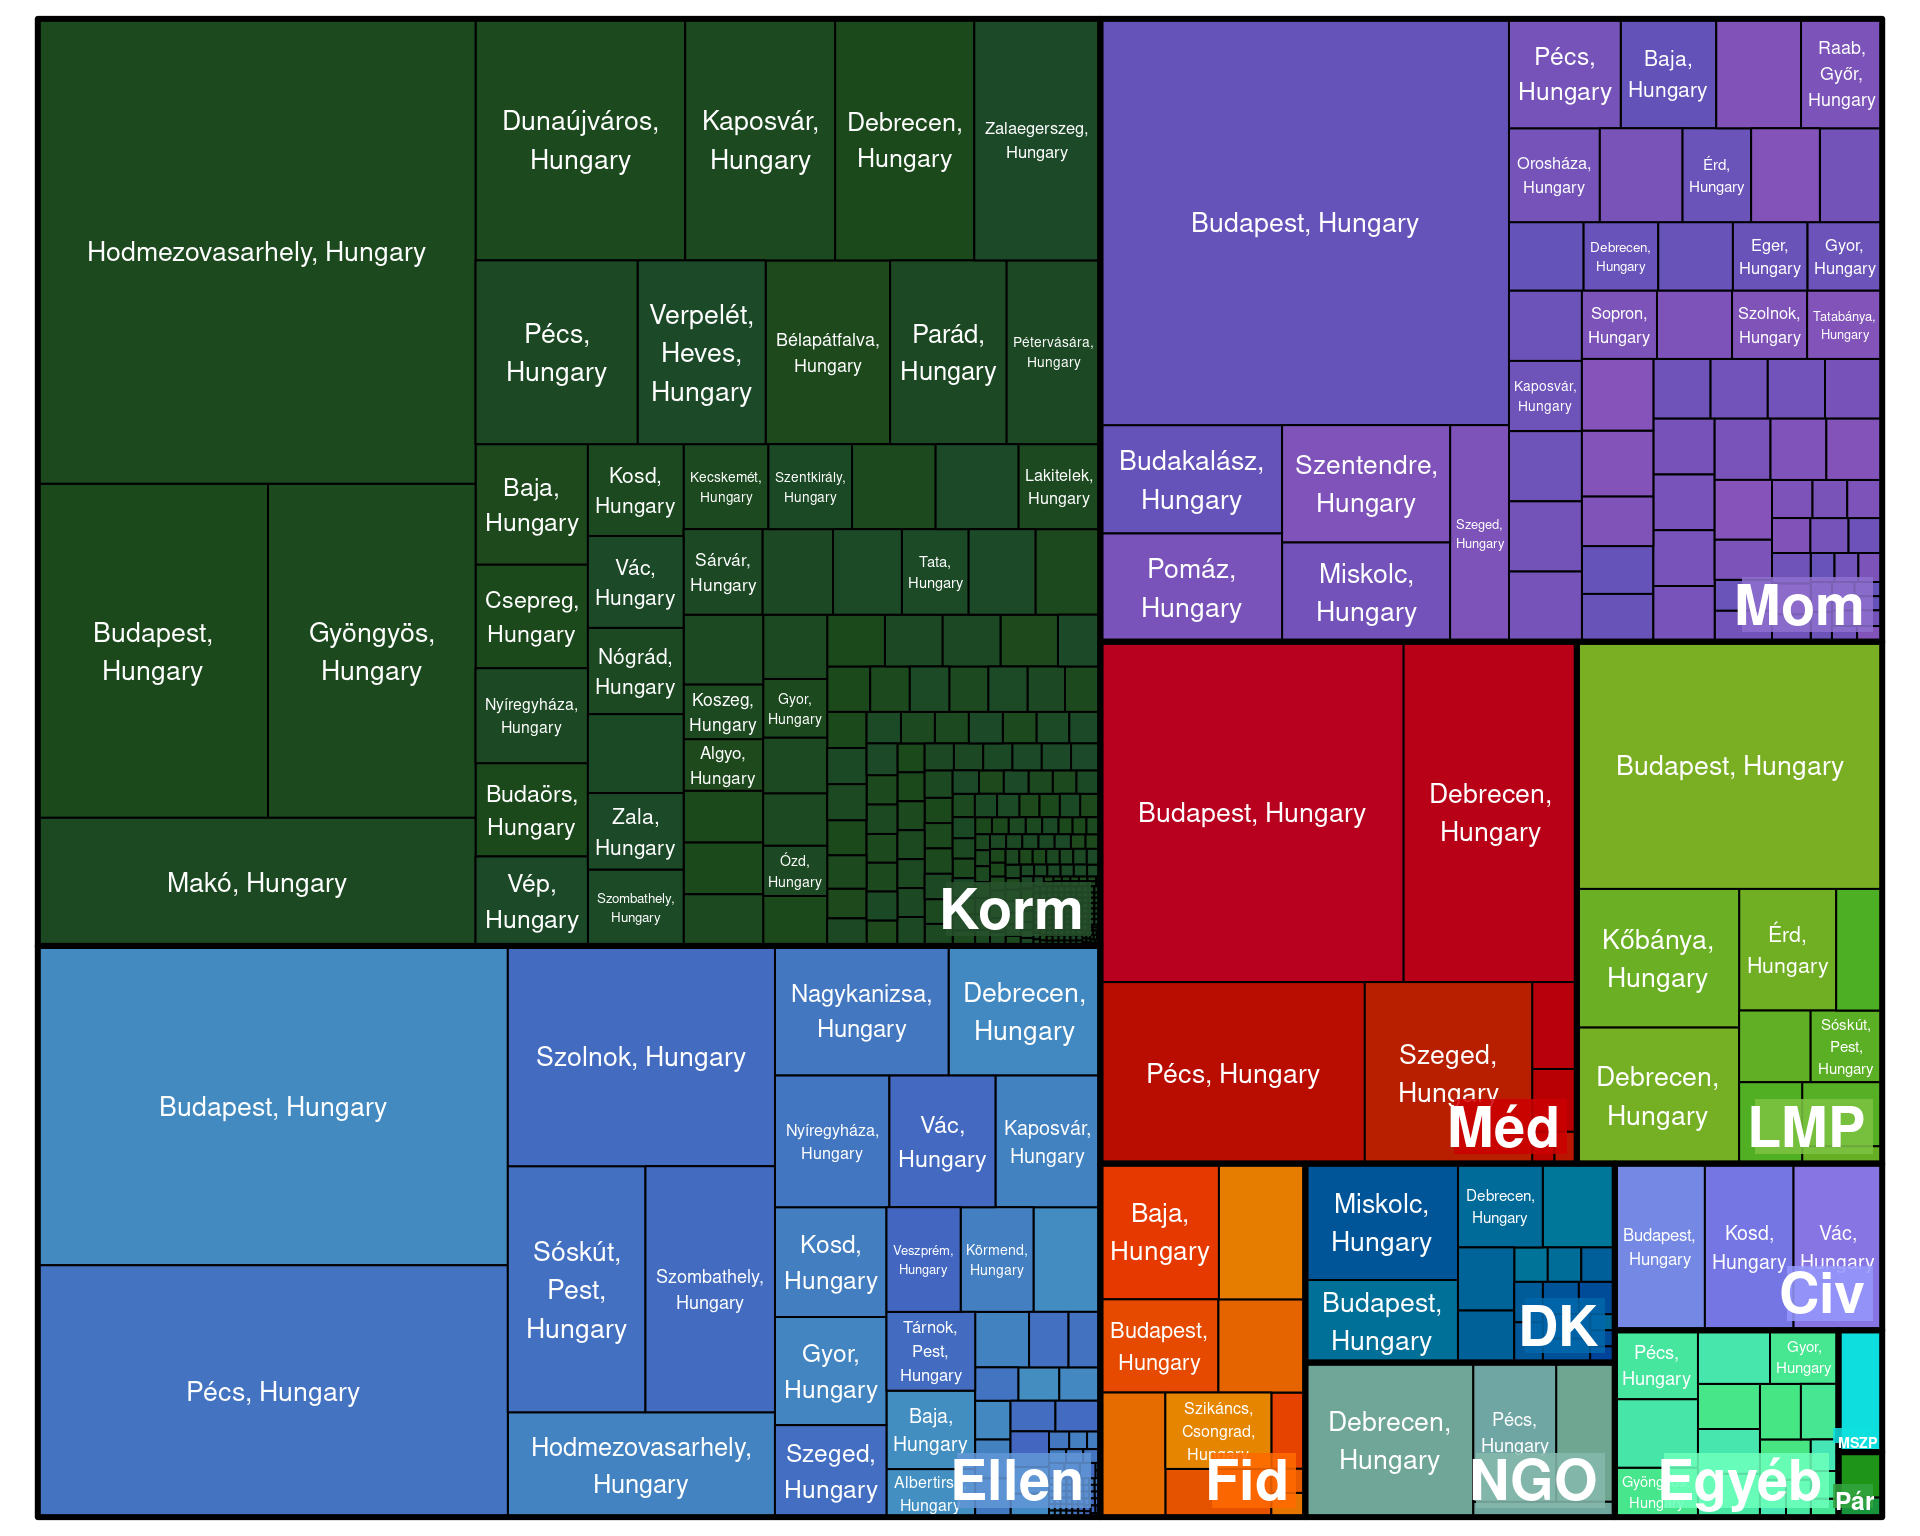 Hodmezovasarhely, Hungary
Dunaújváros,
Hungary
Kaposvár,
Hungary
Debrecen,
Hungary
Zalaegerszeg,
Hungary
Pécs,
Hungary
Verpelét,
Heves,
Hungary
Bélapátfalva,
Hungary
Parád,
Hungary
Pétervására,
Hungary
Budapest,
Hungary
Gyöngyös,
Hungary
Makó, Hungary
Baja,
Hungary
Csepreg,
Hungary
Nyíregyháza,
Hungary
Budaörs,
Hungary
Vép,
Hungary
Kosd,
Hungary
Vác,
Hungary
Nógrád,
Hungary
Zala,
Hungary
Szombathely,
Hungary
Kecskemét,
Hungary
Szentkirály,
Hungary
Lakitelek,
Hungary
Sárvár,
Hungary
Tata,
Hungary
Koszeg,
Hungary
Gyor,
Hungary
Algyo,
Hungary
Ózd,
Hungary
Korm
Budapest, Hungary
Pécs,
Hungary
Baja,
Hungary
Raab,
Győr,
Hungary
Orosháza,
Hungary
Érd,
Hungary
Debrecen,
Hungary
Eger,
Hungary
Gyor,
Hungary
Sopron,
Hungary
Szolnok,
Hungary
Tatabánya,
Hungary
Kaposvár,
Hungary
Budakalász,
Hungary
Szentendre,
Hungary
Szeged,
Hungary
Pomáz,
Hungary
Miskolc,
Hungary
Mom
Budapest, Hungary
Debrecen,
Hungary
Pécs, Hungary
Szeged,
Hungary
Méd
Budapest, Hungary
Kőbánya,
Hungary
Érd,
Hungary
Debrecen,
Hungary
Sóskút,
Pest,
Hungary
LMP
Budapest, Hungary
Pécs, Hungary
Szolnok, Hungary
Sóskút,
Pest,
Hungary
Szombathely,
Hungary
Hodmezovasarhely,
Hungary
Nagykanizsa,
Hungary
Debrecen,
Hungary
Nyíregyháza,
Hungary
Vác,
Hungary
Kaposvár,
Hungary
Kosd,
Hungary
Veszprém,
Hungary
Körmend,
Hungary
Gyor,
Hungary
Tárnok,
Pest,
Hungary
Baja,
Hungary
Szeged,
Hungary
Hungary
Ellen
Baja,
Hungary
Budapest,
Hungary
Szikáncs,
Csongrad,
Hungary
Fid
Miskolc,
Hungary
Debrecen,
Hungary
Budapest,
Hungary
DK
Debrecen,
Hungary
Pécs,
Hungary
NGO
Budapest,
Hungary
Kosd,
Hungary
Vác,
Hungary
Civ
Pécs,
Hungary
Gyor,
Hungary
Egyéb
MSZP
Pár